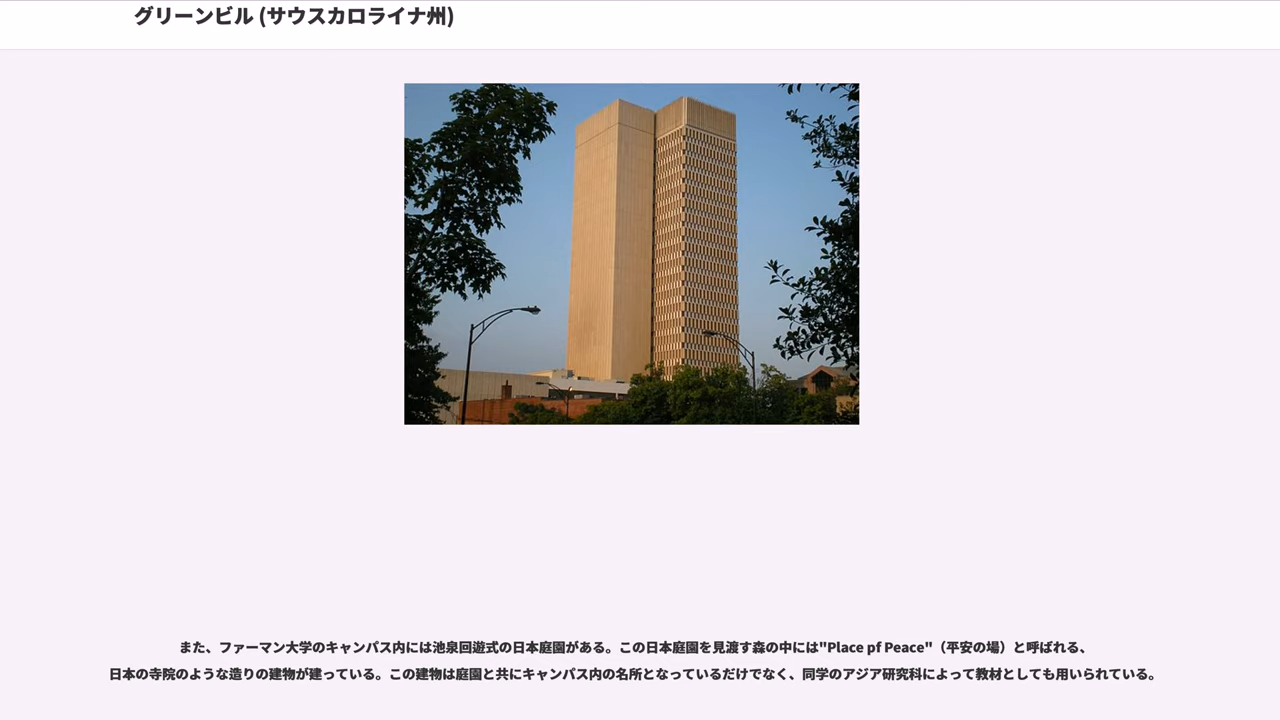 グリーンビル (サウスカロライナ州)
また、ファーマン大学のキャンパス内には池泉回遊式の日本庭園がある。この日本庭園を見渡す森の中には"Place pf Peace"（平安の場）と呼ばれる、
日本の寺院のような造りの建物が建っている。この建物は庭園と共にキャンパス内の名所となっているだけでなく、同学のアジア研究科によって教材としても用いられている。